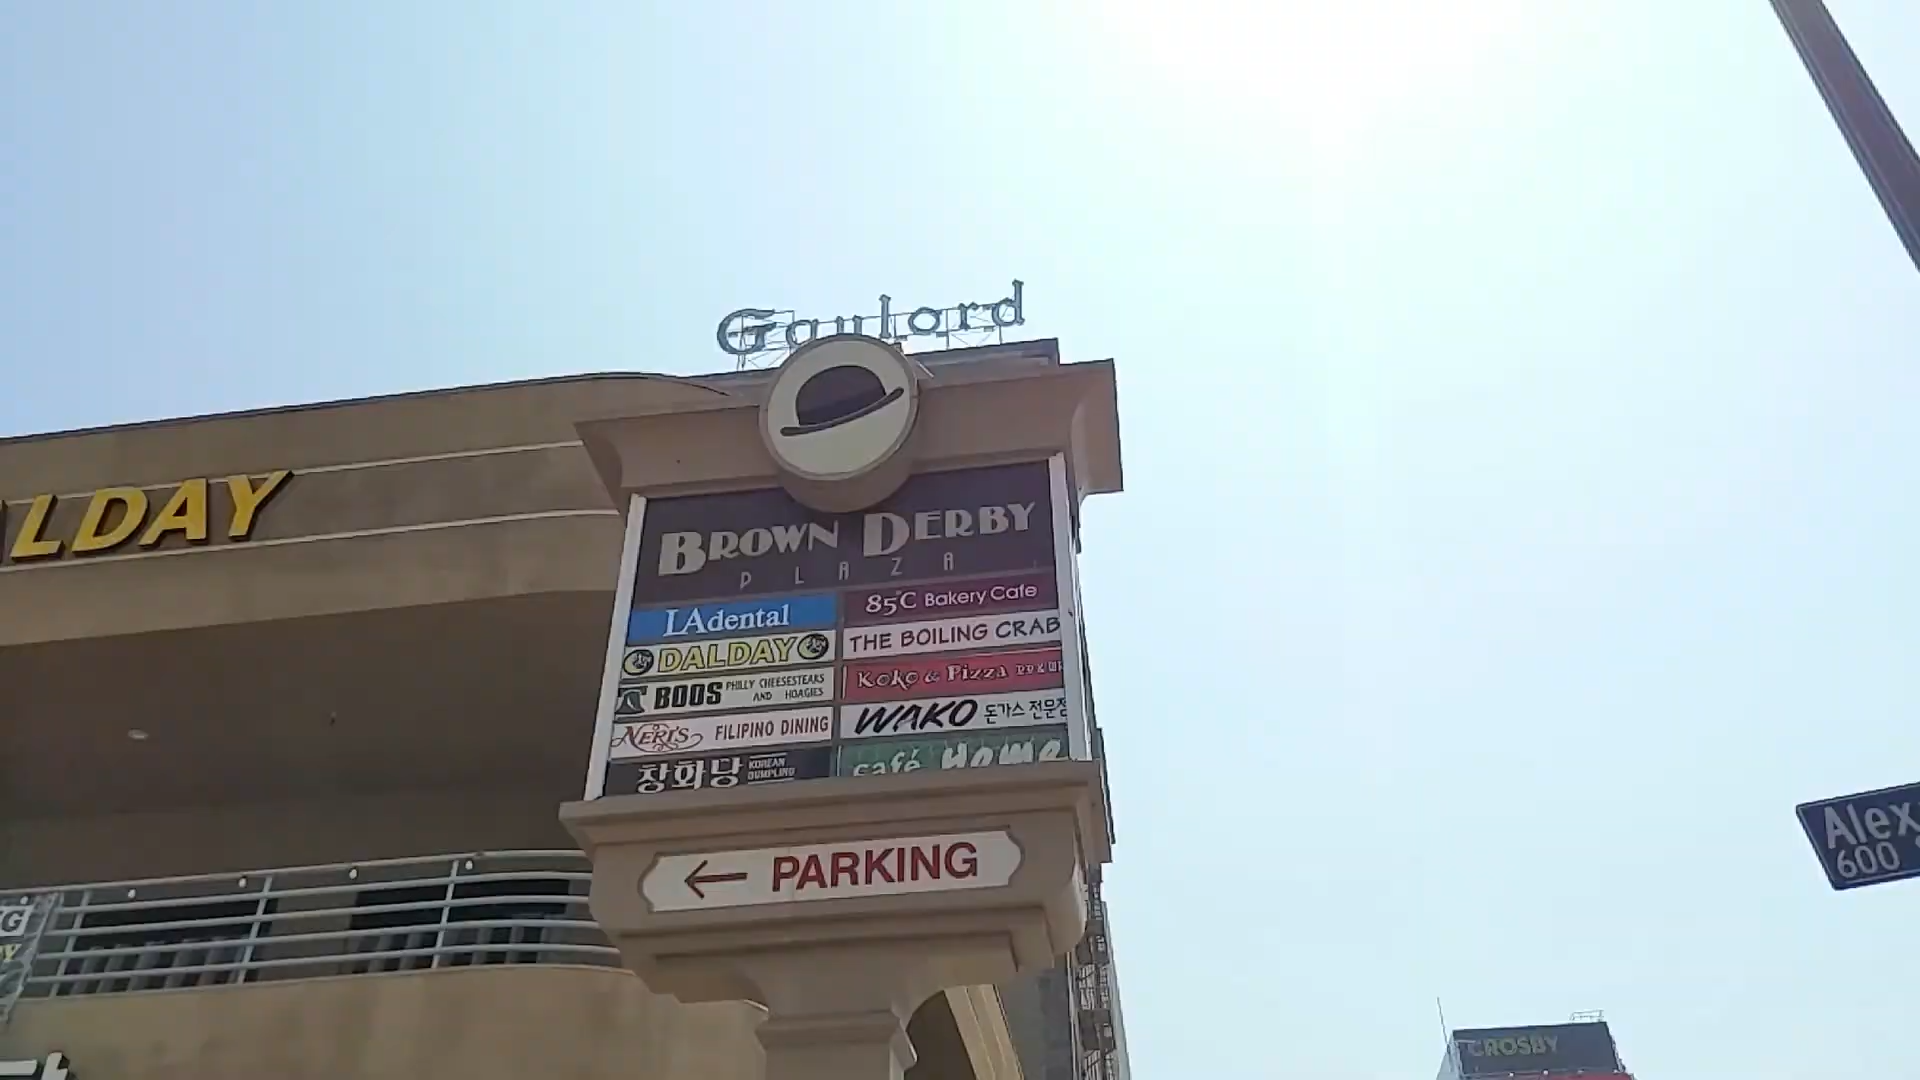 Gaylord
LDAY
BROWN DERBY
PLAZA
LAdental
85°C Bakery Cafe
DALDAY
THE BOILING CRAB
BOOS PHILLY CHEESESTEAKS AND HOAGIES
KoKo & Pizza
NERI'S FILIPINO DINING
WAKO 돈가스 전문점
창화당 KOREAN DUMPLING
café Home
← PARKING
Alex
600
CROSBY